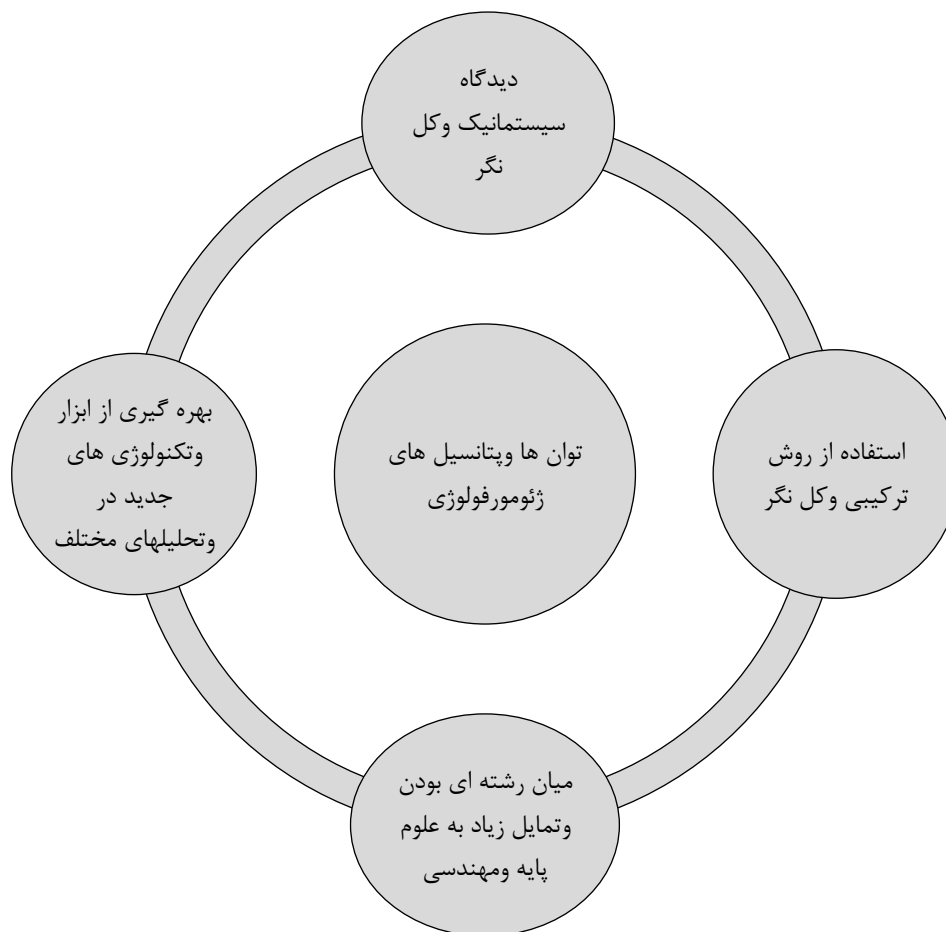 دیدگاه
سیستمانیک وکل
نگر
استفاده از روش
ترکیبی وکل نگر
توان ها وپتانسیل های
ژئومورفولوژی
بهره گیری از ابزار
وتکنولوژی های
جدید در
وتحلیلهای مختلف
میان رشته ای بودن
وتمایل زیاد به علوم
پایه ومهندسی